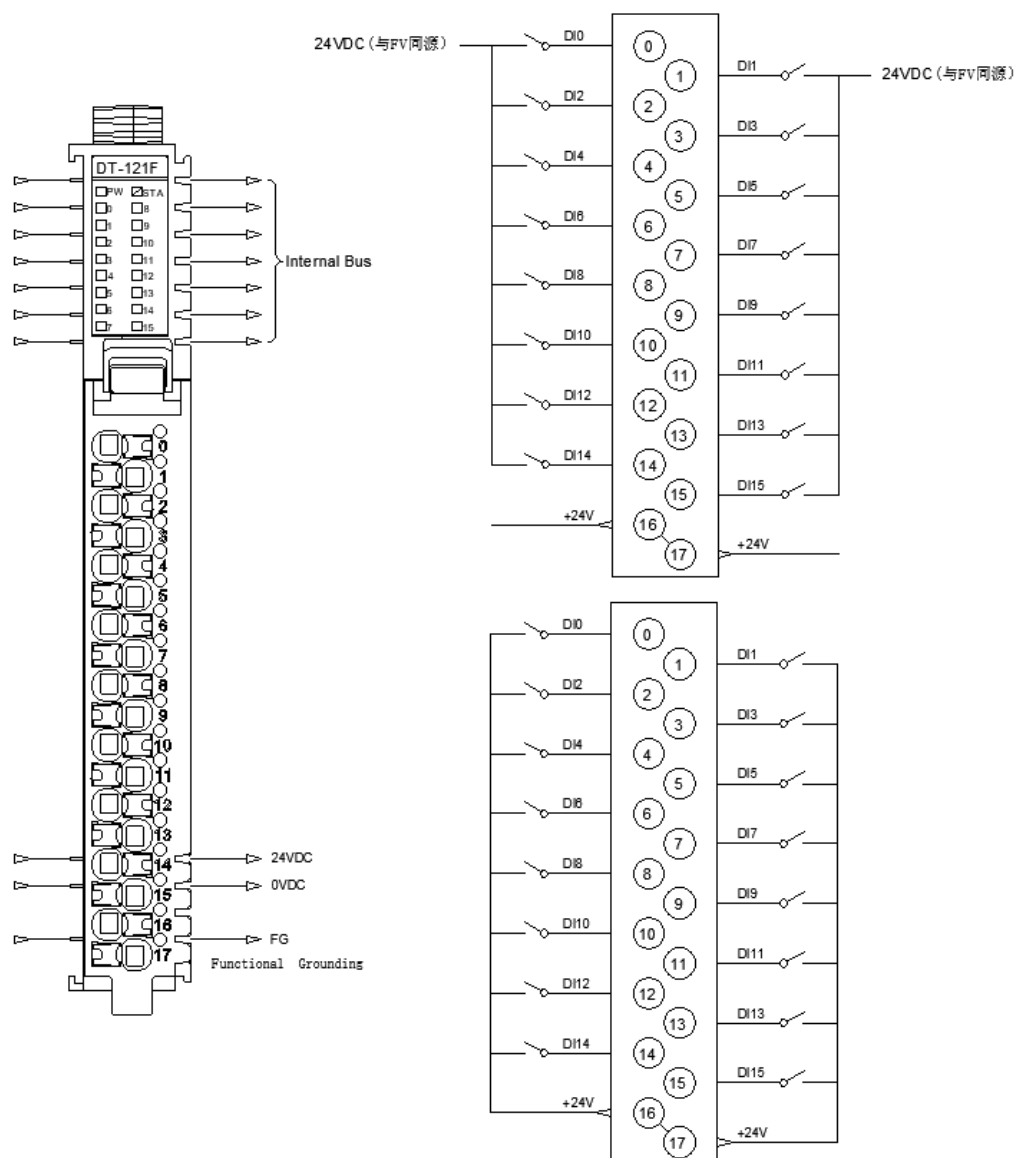 DT-121F
PW STA
0 8
1 9
2 10
3 11
4 12
5 13
6 14
7 15
Internal Bus
0
1
2
3
4
5
6
7
8
9
10
11
12
13
14
15
16
17
24VDC
0VDC
FG
Functional Grounding
24VDC(与FV同源)
DI0
0
1
DI1
24VDC(与FV同源)
DI2
2
3
DI3
DI4
4
5
DI5
DI6
6
7
DI7
DI8
8
9
DI9
DI10
10
11
DI11
DI12
12
13
DI13
DI14
14
15
DI15
+24V
16
17
+24V
DI0
0
1
DI1
DI2
2
3
DI3
DI4
4
5
DI5
DI6
6
7
DI7
DI8
8
9
DI9
DI10
10
11
DI11
DI12
12
13
DI13
DI14
14
15
DI15
+24V
16
17
+24V